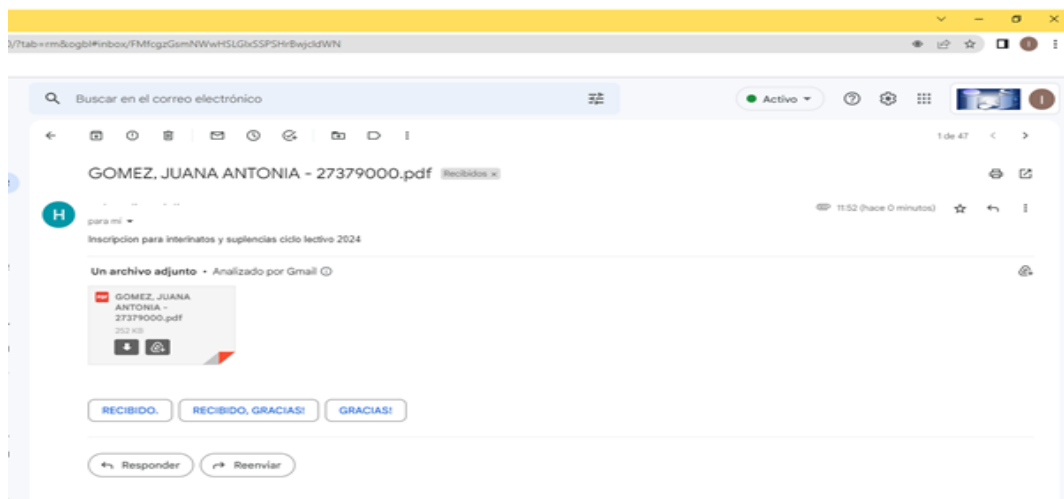 /?tab=rm&ogbl#inbox/FMfcgzGsmNWwHSLGlxSSPSHrBwjcldWN
Buscar en el correo electrónico
Activo
I
1 de 47
GOMEZ, JUANA ANTONIA - 27379000.pdf Recibidos x
H
11:52 (hace 0 minutos)
para mí
Inscripcion para interinatos y suplencias ciclo lectivo 2024
Un archivo adjunto • Analizado por Gmail
PDF GOMEZ, JUANA
ANTONIA -
27379000.pdf
252 KB
RECIBIDO. RECIBIDO, GRACIAS! GRACIAS!
Responder Reenviar